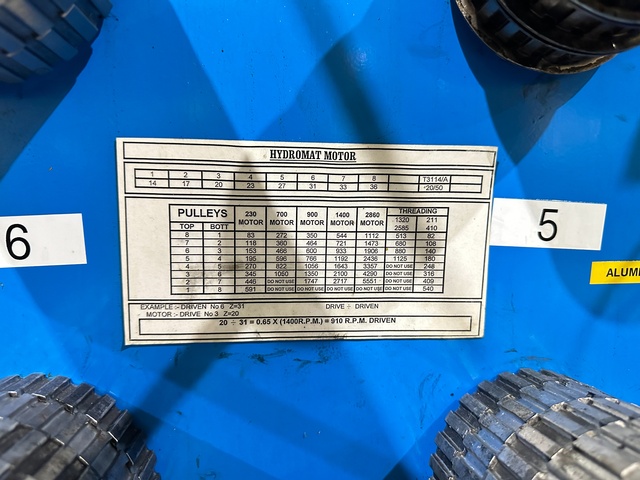 HYDROMAT MOTOR
1 2 3 4 5 6 7 8 T3114/A
14 17 20 23 27 31 33 36 20/50
PULLEYS 230 MOTOR 700 MOTOR 900 MOTOR 1400 MOTOR 2860 MOTOR THREADING
1320 211
TOP BOTT 2585 410
8 1 83 272 350 544 1112 513 82
7 2 118 360 464 721 1473 680 108
6 3 153 466 600 933 1906 880 140
5 4 195 596 766 1192 2436 1125 180
4 5 270 822 1056 1643 3357 DO NOT USE 248
3 6 345 1050 1350 2100 4290 DO NOT USE 316
2 7 446 DO NOT USE 1747 2717 5551 DO NOT USE 409
1 8 591 DO NOT USE DO NOT USE DO NOT USE DO NOT USE DO NOT USE 540
EXAMPLE :- DRIVEN No 6 Z=31 DRIVE ÷ DRIVEN
MOTOR :- DRIVE No 3 Z=20
20 ÷ 31 = 0.65 X (1400R.P.M.) = 910 R.P.M. DRIVEN
6
5